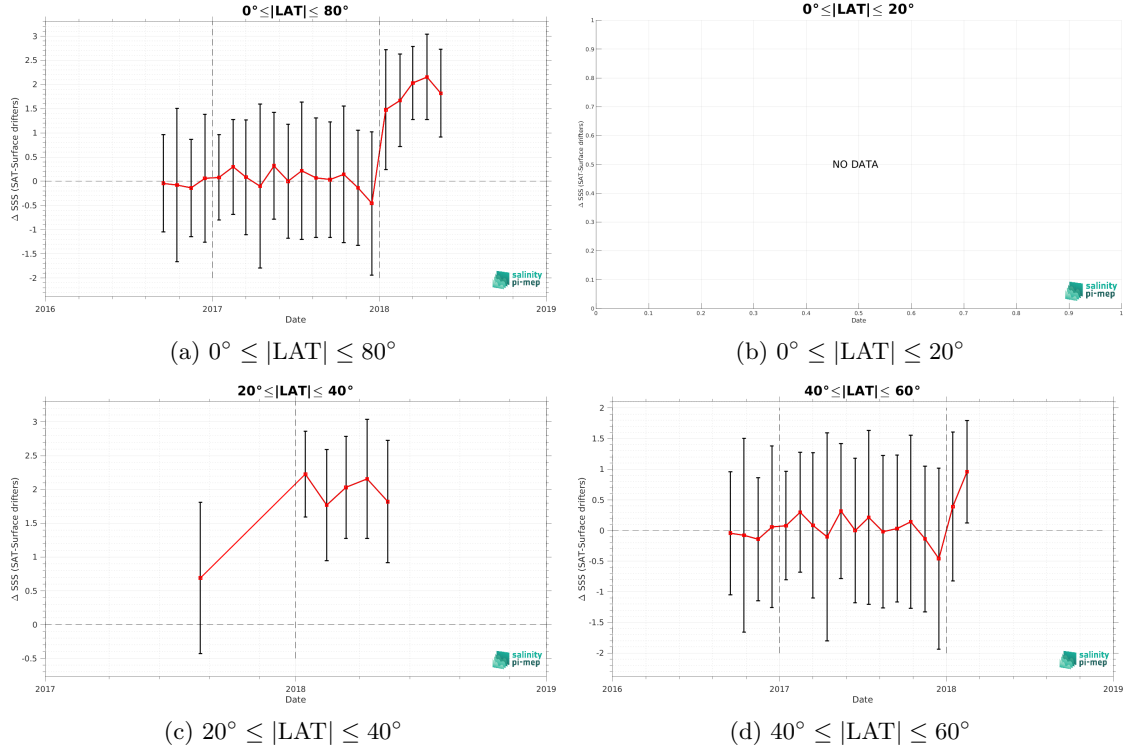 0°≤|LAT|≤ 80°
3
2.5
2
1.5
1
0.5
0
-0.5
-1
-1.5
-2
Δ SSS (SAT-Surface drifters)
2016
2017
2018
2019
Date
salinity
pi-mep
(a) 0° ≤ |LAT| ≤ 80°
0°≤|LAT|≤ 20°
1
0.9
0.8
0.7
0.6
0.5
0.4
0.3
0.2
0.1
0
Δ SSS (SAT-Surface drifters)
NO DATA
0 0.1 0.2 0.3 0.4 0.5 0.6 0.7 0.8 0.9 1
Date
salinity
pi-mep
(b) 0° ≤ |LAT| ≤ 20°
20°≤|LAT|≤ 40°
3
2.5
2
1.5
1
0.5
0
-0.5
Δ SSS (SAT-Surface drifters)
2017
2018
2019
Date
salinity
pi-mep
(c) 20° ≤ |LAT| ≤ 40°
40°≤|LAT|≤ 60°
2
1.5
1
0.5
0
-0.5
-1
-1.5
-2
Δ SSS (SAT-Surface drifters)
2016
2017
2018
2019
Date
salinity
pi-mep
(d) 40° ≤ |LAT| ≤ 60°